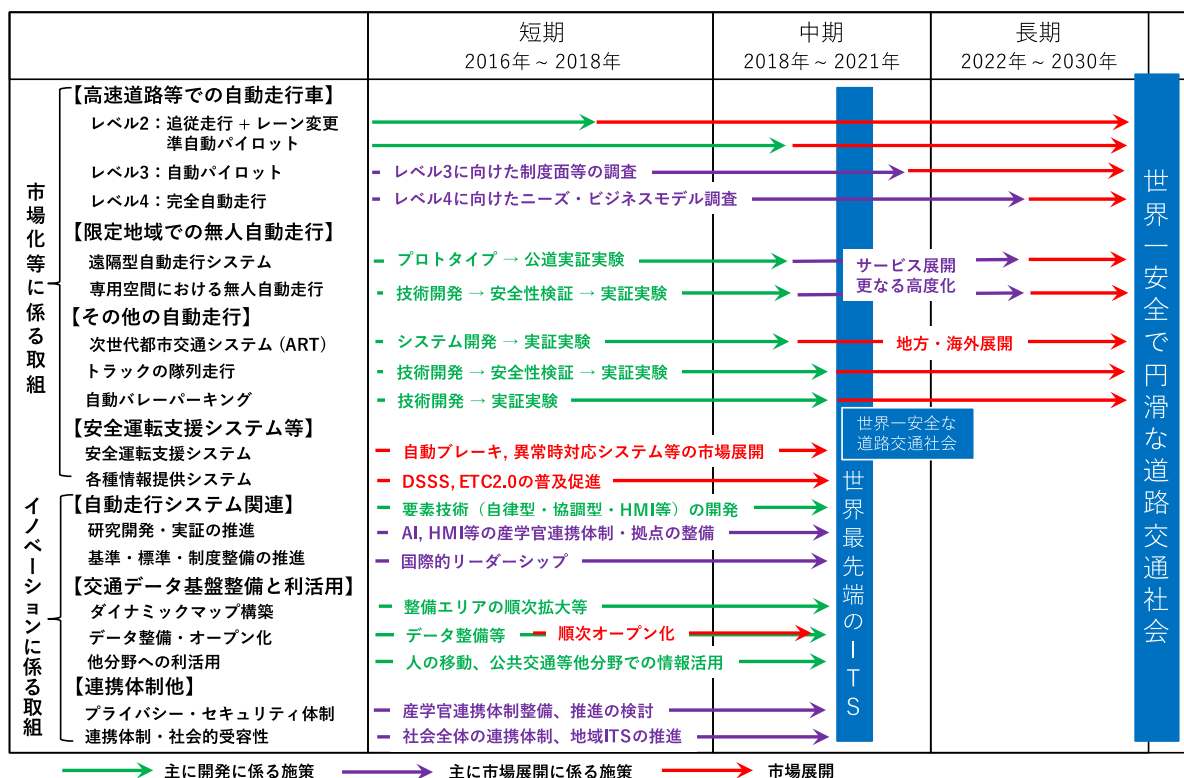 短期
2016年～2018年
中期
2018年～2021年
長期
2022年～2030年
市場化等に係る取組
【高速道路等での自動走行車】
レベル2：追従走行 + レーン変更
準自動パイロット
レベル3：自動パイロット
レベル3に向けた制度面等の調査
レベル4：完全自動走行
レベル4に向けたニーズ・ビジネスモデル調査
【限定地域での無人自動走行】
遠隔型自動走行システム
プロトタイプ → 公道実証実験
サービス展開
更なる高度化
専用空間における無人自動走行
技術開発 → 安全性検証 → 実証実験
【その他の自動走行】
次世代都市交通システム (ART)
システム開発 → 実証実験
地方・海外展開
トラックの隊列走行
技術開発 → 安全性検証 → 実証実験
自動バレーパーキング
技術開発 → 実証実験
世界一安全な
道路交通社会
【安全運転支援システム等】
安全運転支援システム
自動ブレーキ, 異常時対応システム等の市場展開
各種情報提供システム
DSSS, ETC2.0の普及促進
イノベーションに係る取組
【自動走行システム関連】
要素技術（自律型・協調型・HMI等）の開発
研究開発・実証の推進
AI, HMI等の産学官連携体制・拠点の整備
基準・標準・制度整備の推進
国際的リーダーシップ
【交通データ基盤整備と利活用】
ダイナミックマップ構築
整備エリアの順次拡大等
データ整備・オープン化
データ整備等
順次オープン化
他分野への利活用
人の移動、公共交通等他分野での情報活用
【連携体制他】
プライバシー・セキュリティ体制
産学官連携体制整備、推進の検討
連携体制・社会的受容性
社会全体の連携体制、地域ITSの推進
世界最先端のITS
世界一安全で円滑な道路交通社会
主に開発に係る施策
主に市場展開に係る施策
市場展開